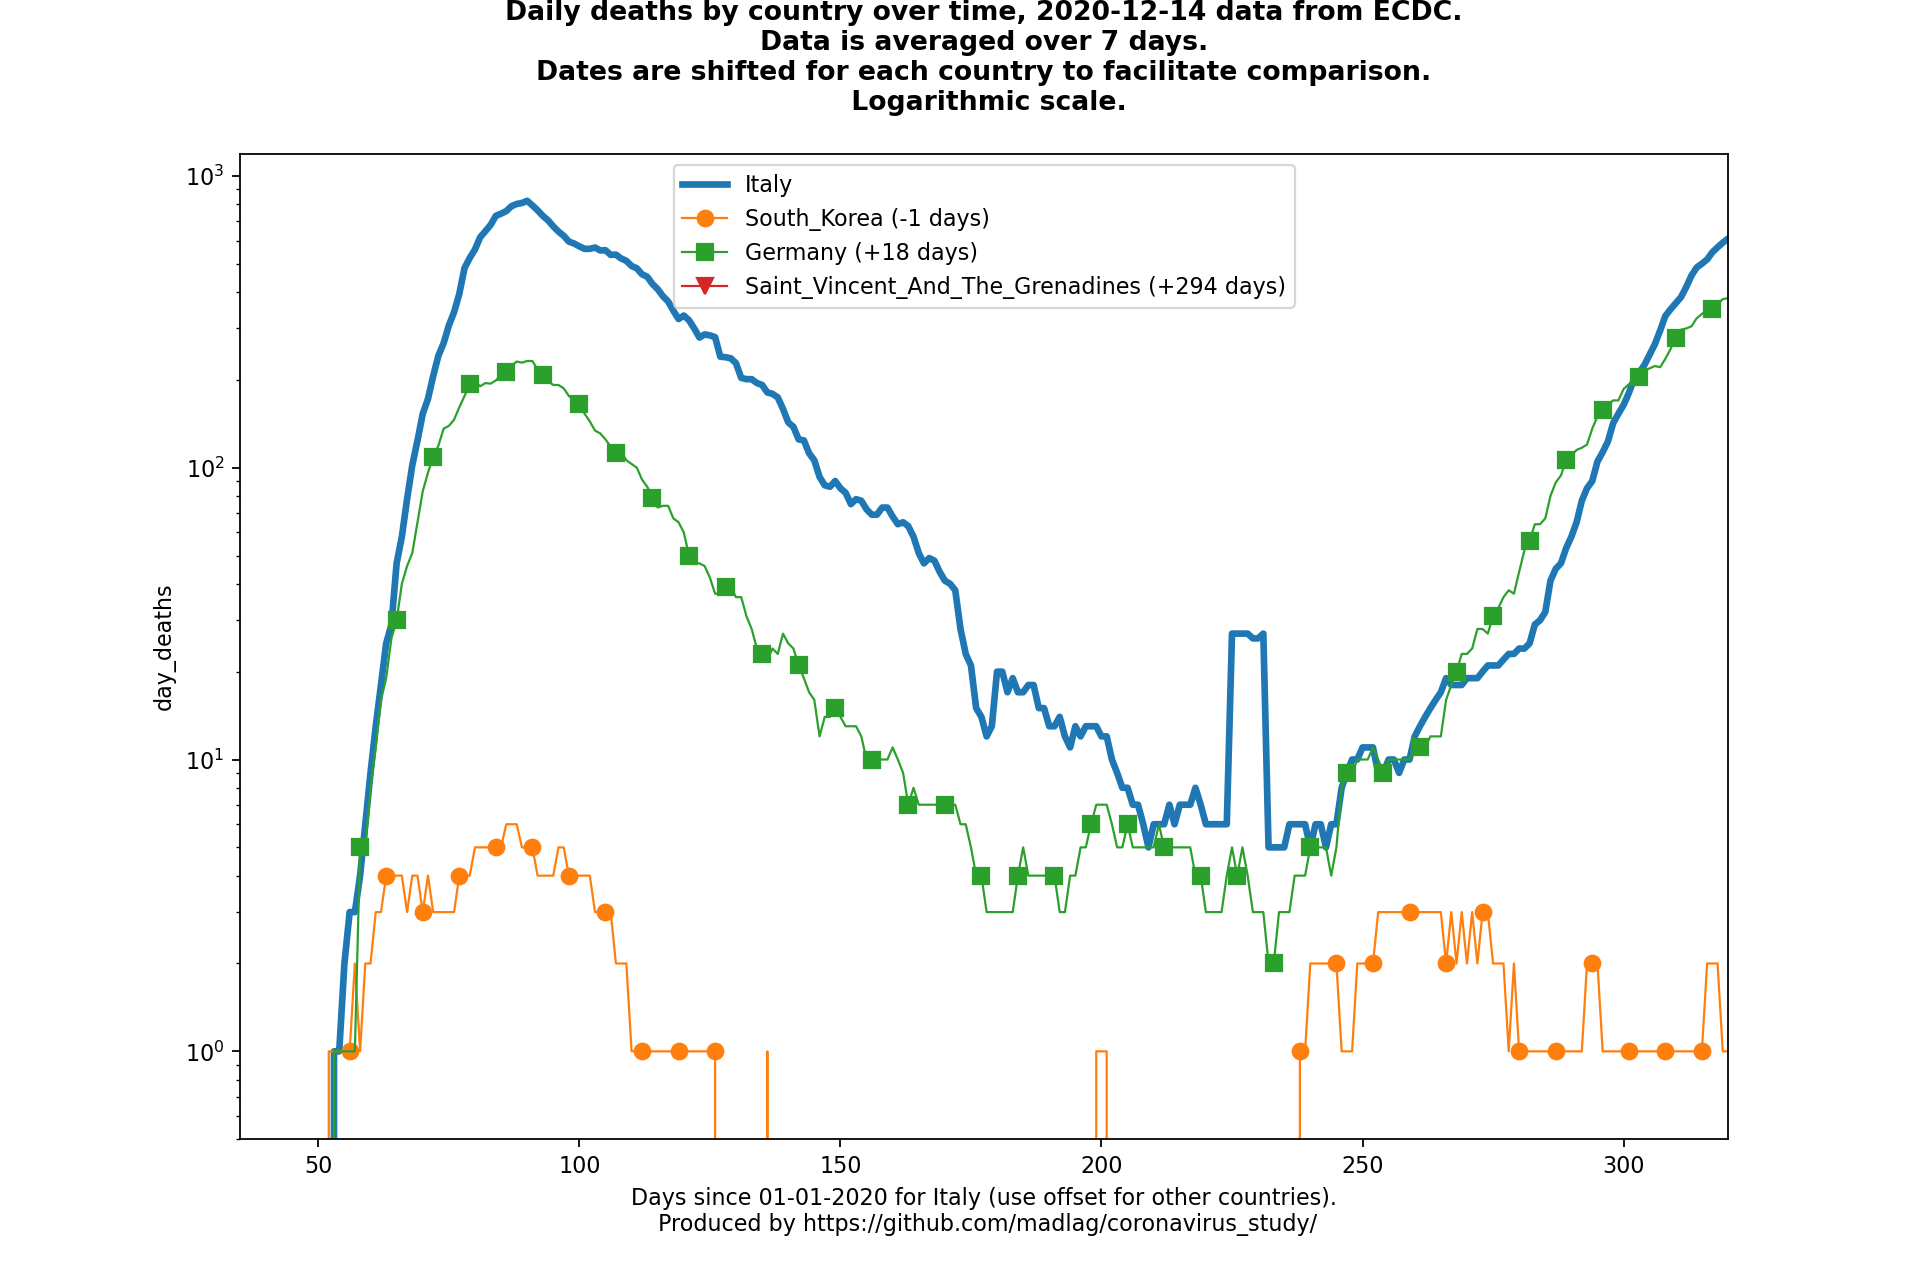 Daily deaths by country over time, 2020-12-14 data from ECDC.
Data is averaged over 7 days.
Dates are shifted for each country to facilitate comparison.
Logarithmic scale.
Italy
South_Korea (-1 days)
Germany (+18 days)
Saint_Vincent_And_The_Grenadines (+294 days)
10³
10²
10¹
10⁰
day_deaths
50 100 150 200 250 300
Days since 01-01-2020 for Italy (use offset for other countries).
Produced by https://github.com/madlag/coronavirus_study/